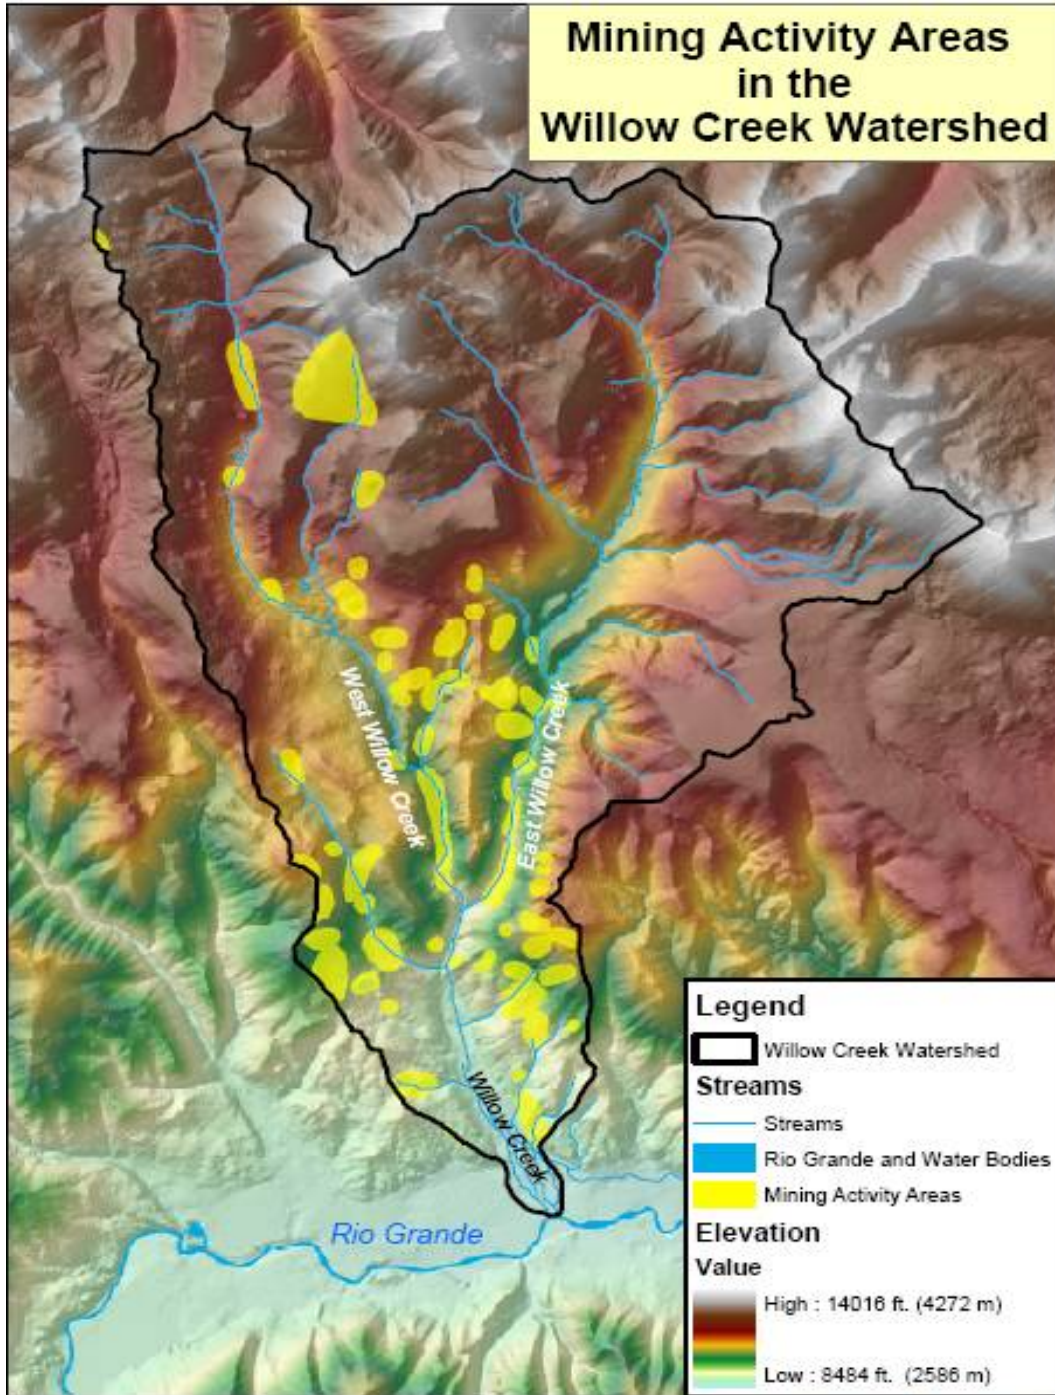 Mining Activity Areas
in the
Willow Creek Watershed
West Willow Creek
East Willow Creek
Willow Creek
Rio Grande
Legend
Willow Creek Watershed
Streams
Streams
Rio Grande and Water Bodies
Mining Activity Areas
Elevation
Value
High : 14016 ft. (4272 m)
Low : 8484 ft. (2586 m)